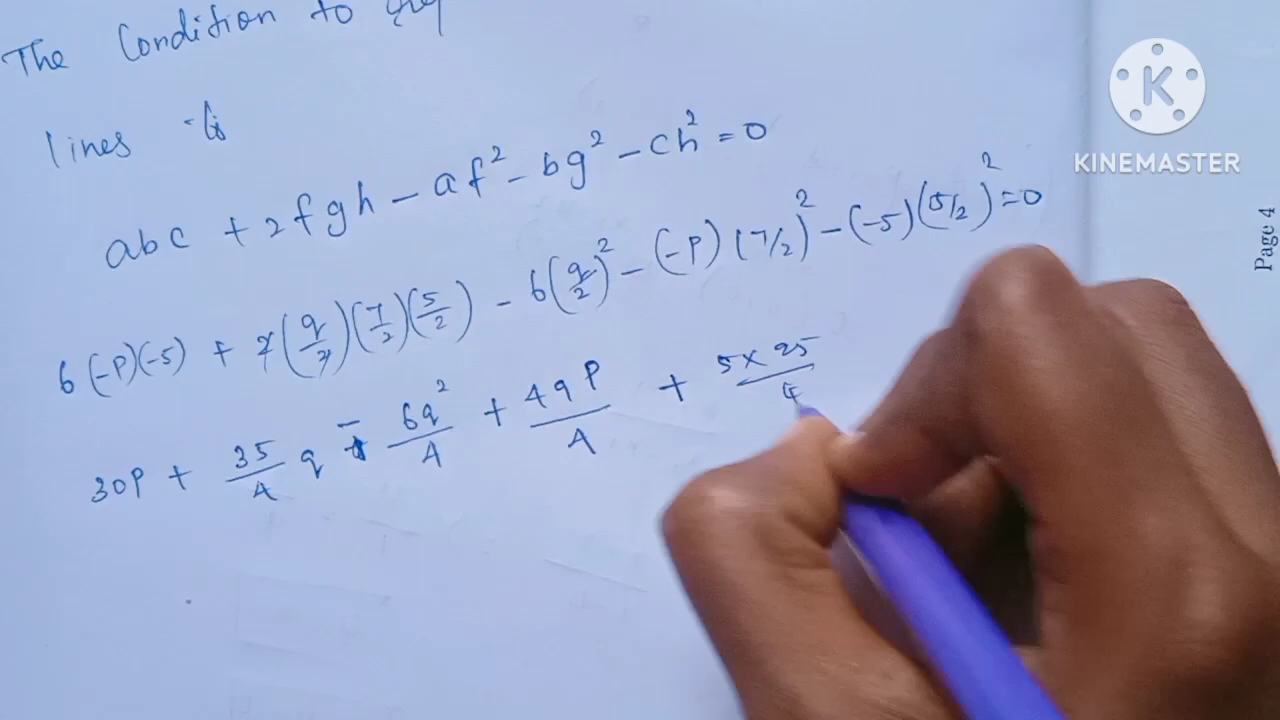 The Condition to
lines is
abc + 2fgh - af² - bg² - ch² = 0
6(-P)(-5) + 2(q/2)(7/2)(5/2) - 6(q/2)² - (-P)(7/2)² - (-5)(5/2)² = 0
30P + 35/4 q - 6q²/4 + 49P/4 + 5x25/4
KINEMASTER
Page 4